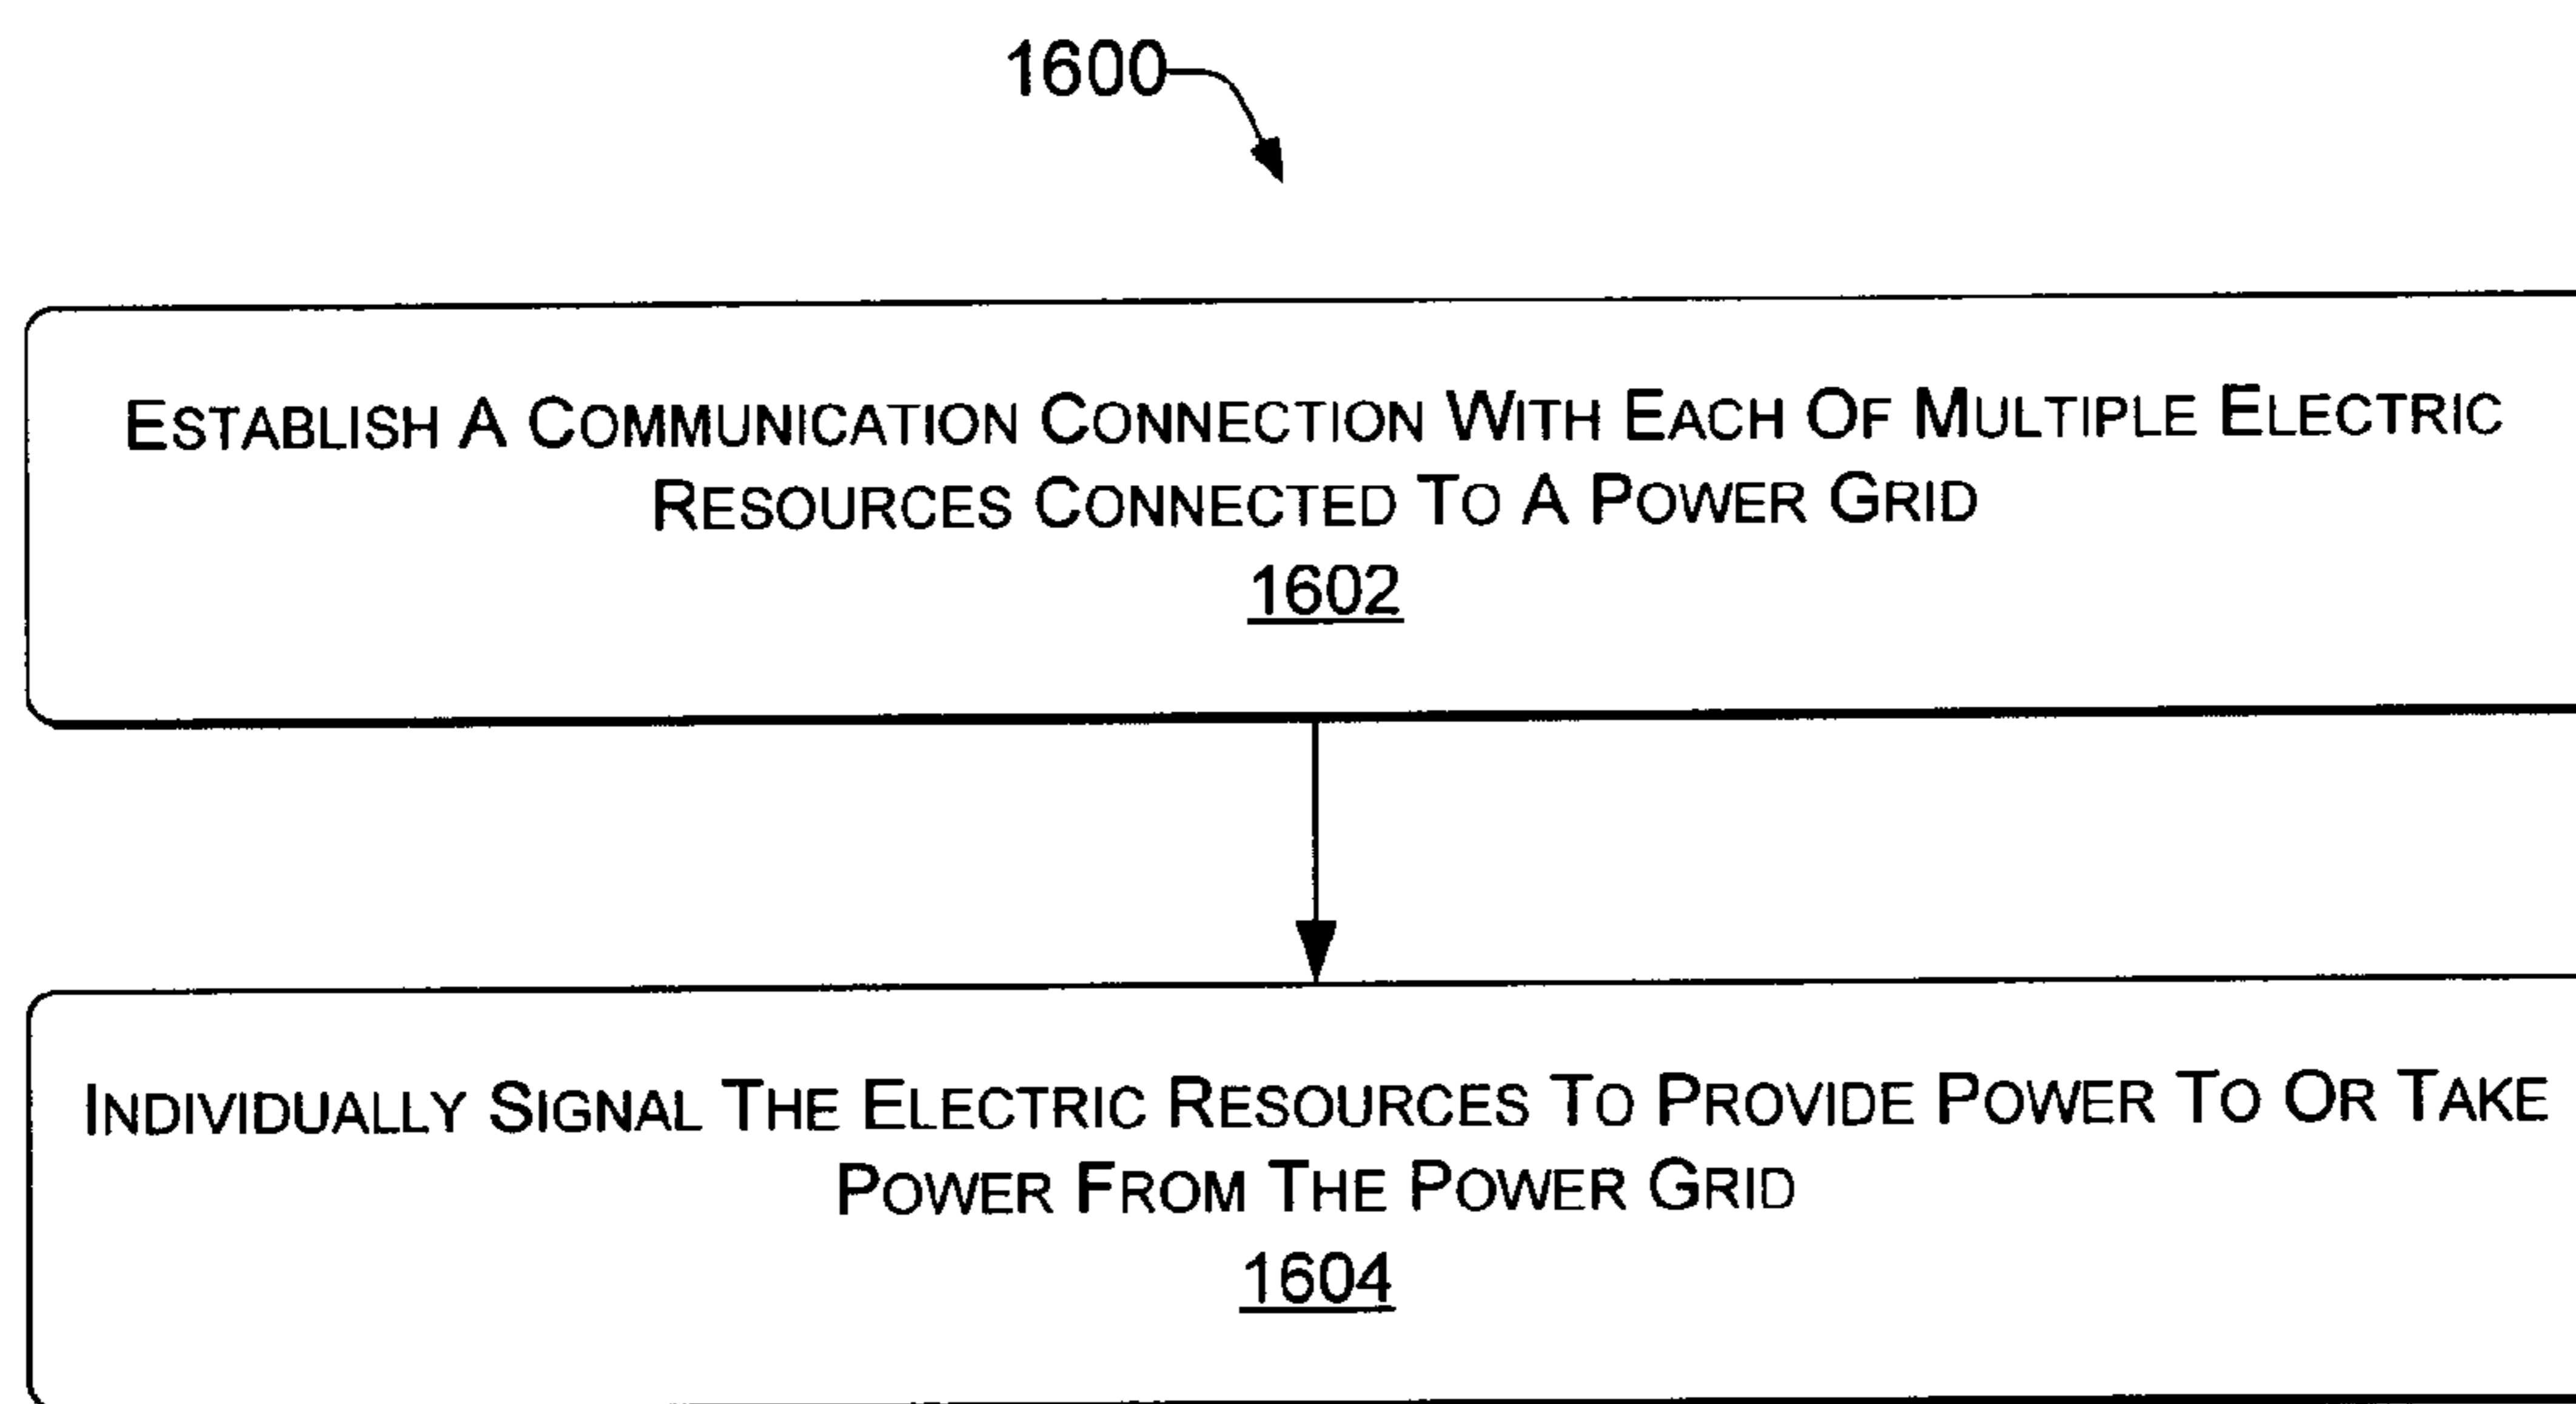 1600
ESTABLISH A COMMUNICATION CONNECTION WITH EACH OF MULTIPLE ELECTRIC
RESOURCES CONNECTED TO A POWER GRID
1602
INDIVIDUALLY SIGNAL THE ELECTRIC RESOURCES TO PROVIDE POWER TO OR TAKE
POWER FROM THE POWER GRID
1604